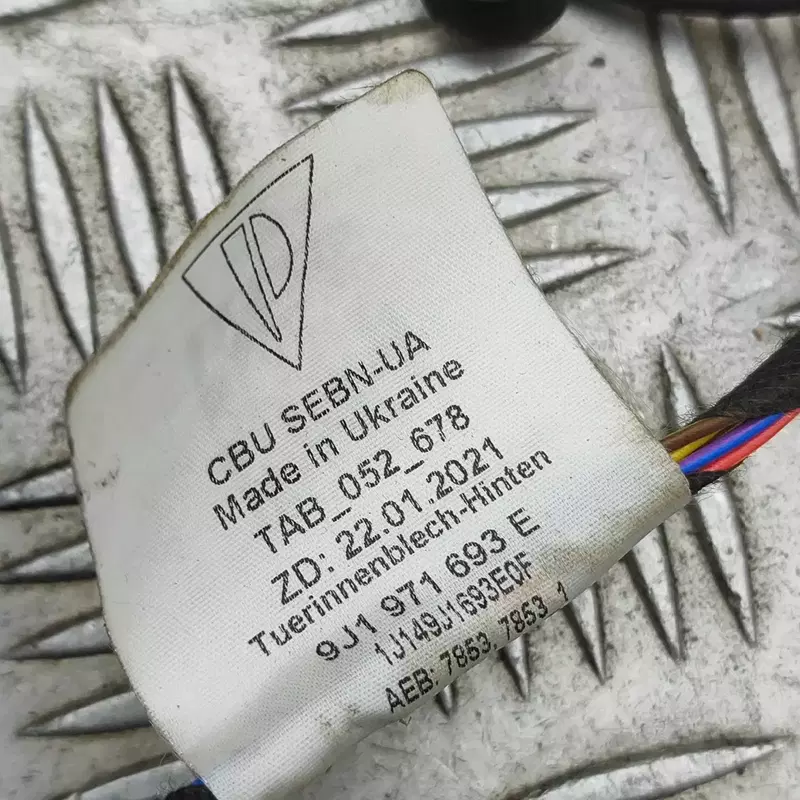 CBU SEBN-UA
Made in Ukraine
TAB_052_678
ZD: 22.01.2021
Tuerinnenblech-Hinten
9J1 971 693 E
1J149J1693E0F
AEB: 7853, 7853_1